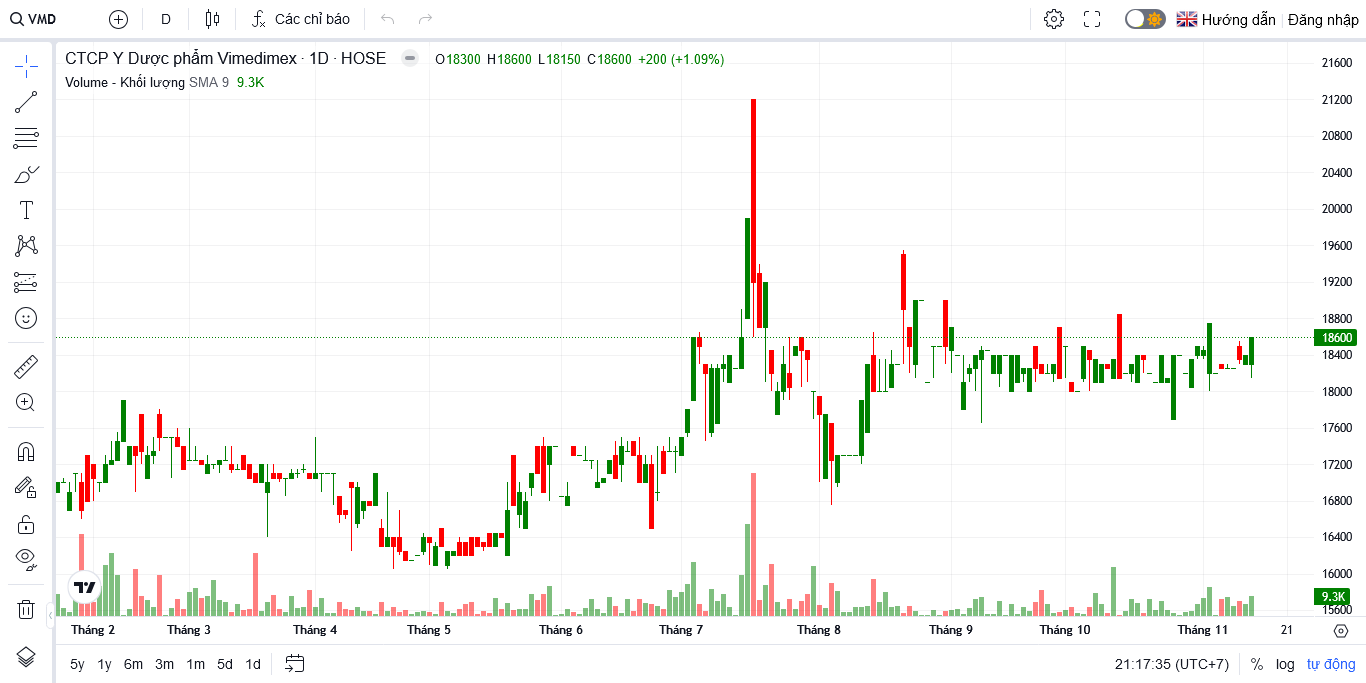 VMD D Các chỉ báo Hướng dẫn Đăng nhập
CTCP Y Dược phẩm Vimedimex · 1D · HOSE O18300 H18600 L18150 C18600 +200 (+1.09%)
Volume - Khối lượng SMA 9 9.3K
21600
21200
20800
20400
20000
19600
19200
18800
18600
18400
18000
17600
17200
16800
16400
16000
9.3K
15600
Tháng 2 Tháng 3 Tháng 4 Tháng 5 Tháng 6 Tháng 7 Tháng 8 Tháng 9 Tháng 10 Tháng 11 21
5y 1y 6m 3m 1m 5d 1d 21:17:35 (UTC+7) % log tự động